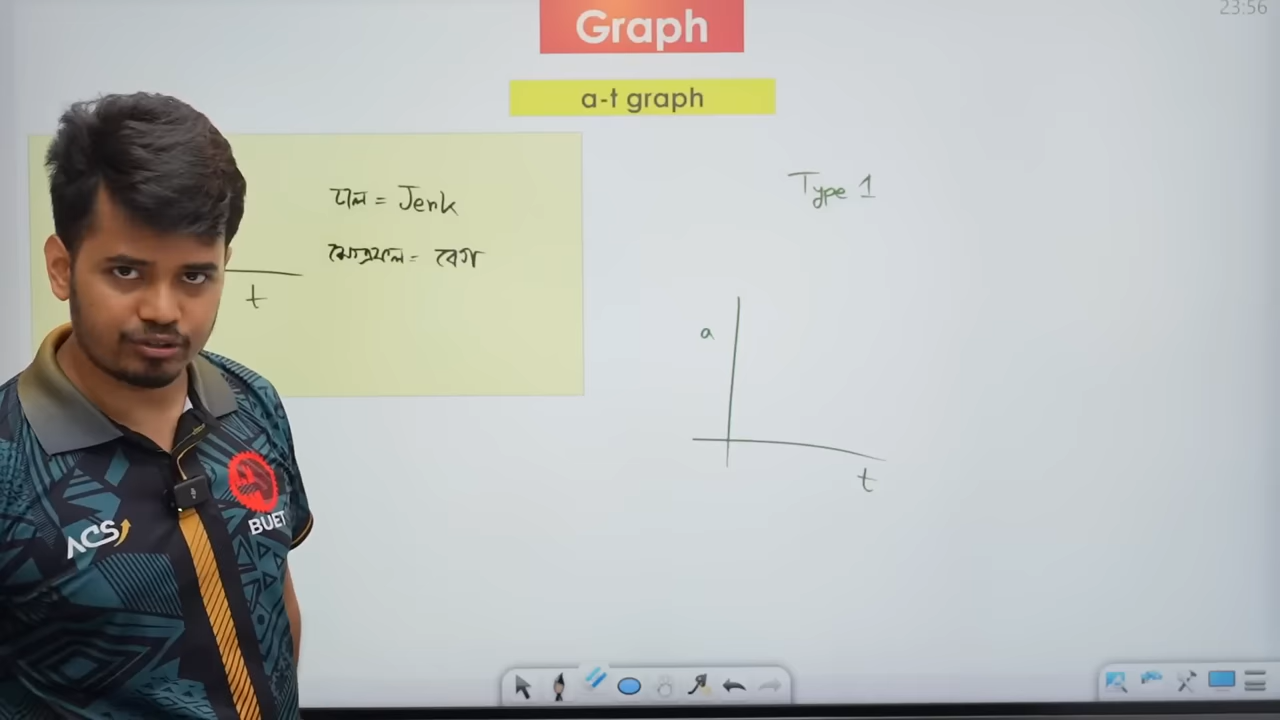 23:56
Graph
a-t graph
Type 1
ঢাল = Jerk
ক্ষেত্রফল = বেগ
t
a
t
ACS
BUET